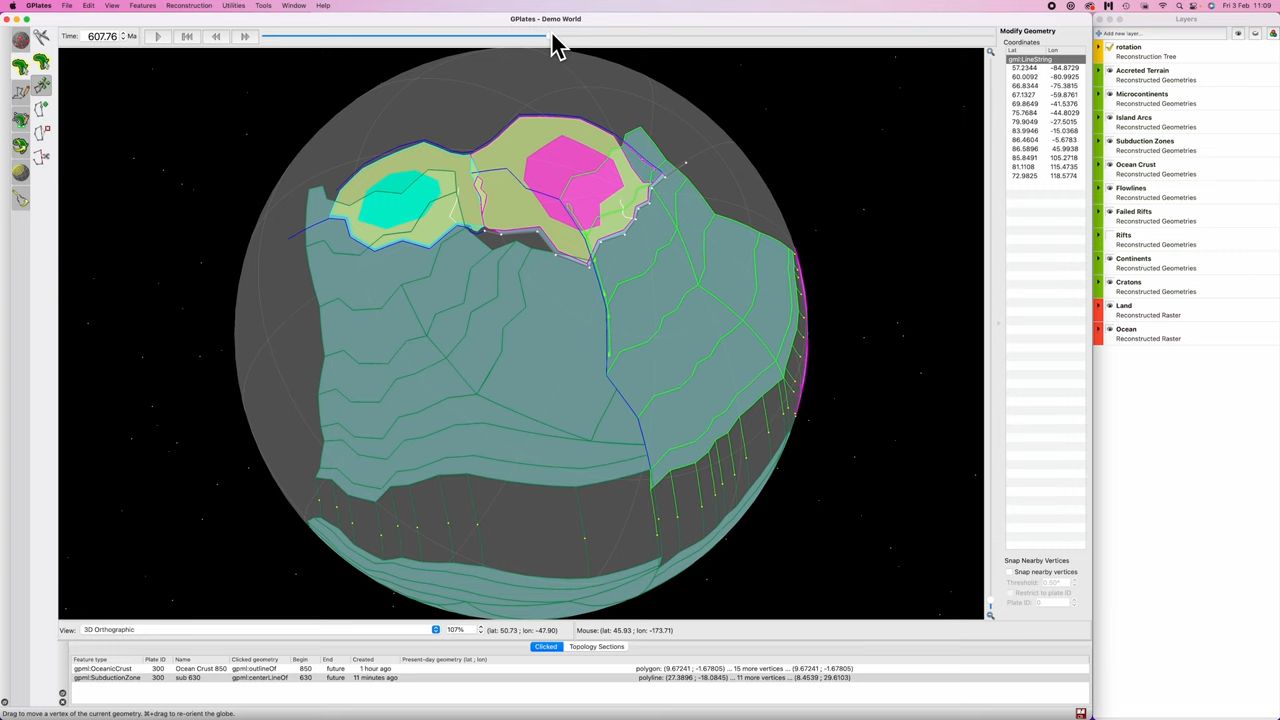 GPlates File Edit View Features Reconstruction Utilities Tools Window Help Fri 3 Feb 11:09
GPlates - Demo World
Layers
Time: 607.76 Ma
Modify Geometry
Coordinates
Lat Lon
gml:LineString
57.2344 -84.8729
60.0092 -80.9925
66.8344 -75.3815
67.1327 -59.8761
69.8649 -41.5376
75.7684 -44.8029
79.9049 -27.5015
83.9946 -15.0368
86.4604 -5.6783
86.5896 45.9938
85.8491 105.2718
81.1108 115.4735
72.9825 118.5774
Snap Nearby Vertices
Snap nearby vertices
Threshold: 0.50°
Restrict to plate ID
Plate ID: 0
Add new layer...
rotation
Reconstruction Tree
Accreted Terrain
Reconstructed Geometries
Microcontinents
Reconstructed Geometries
Island Arcs
Reconstructed Geometries
Subduction Zones
Reconstructed Geometries
Ocean Crust
Reconstructed Geometries
Flowlines
Reconstructed Geometries
Failed Rifts
Reconstructed Geometries
Rifts
Reconstructed Geometries
Continents
Reconstructed Geometries
Cratons
Reconstructed Geometries
Land
Reconstructed Raster
Ocean
Reconstructed Raster
View: 3D Orthographic 107% (lat: 50.73 ; lon: -47.90) Mouse: (lat: 45.93 ; lon: -173.71)
Clicked Topology Sections
Feature type Plate ID Name Clicked geometry Begin End Created Present-day geometry (lat ; lon)
gpml:OceanicCrust 300 Ocean Crust 850 gpml:outlineOf 850 future 1 hour ago polygon: (9.67241 ; -1.67805) ... 15 more vertices ... (9.67241 ; -1.67805)
gpml:SubductionZone 300 sub 630 gpml:centerLineOf 630 future 11 minutes ago polyline: (27.3896 ; -18.0845) ... 11 more vertices ... (8.4539 ; 29.6103)
Drag to move a vertex of the current geometry. ⌘+drag to re-orient the globe.